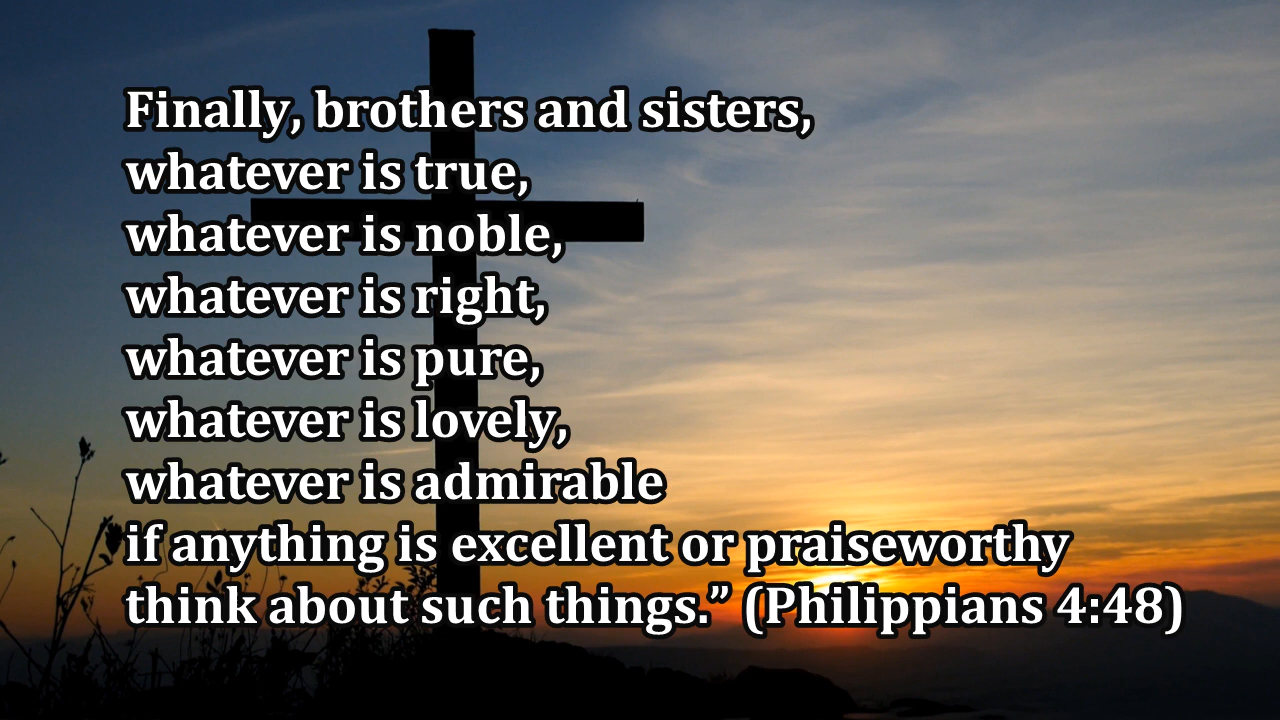 Finally, brothers and sisters,
whatever is true,
whatever is noble,
whatever is right,
whatever is pure,
whatever is lovely,
whatever is admirable
if anything is excellent or praiseworthy
think about such things.” (Philippians 4:48)